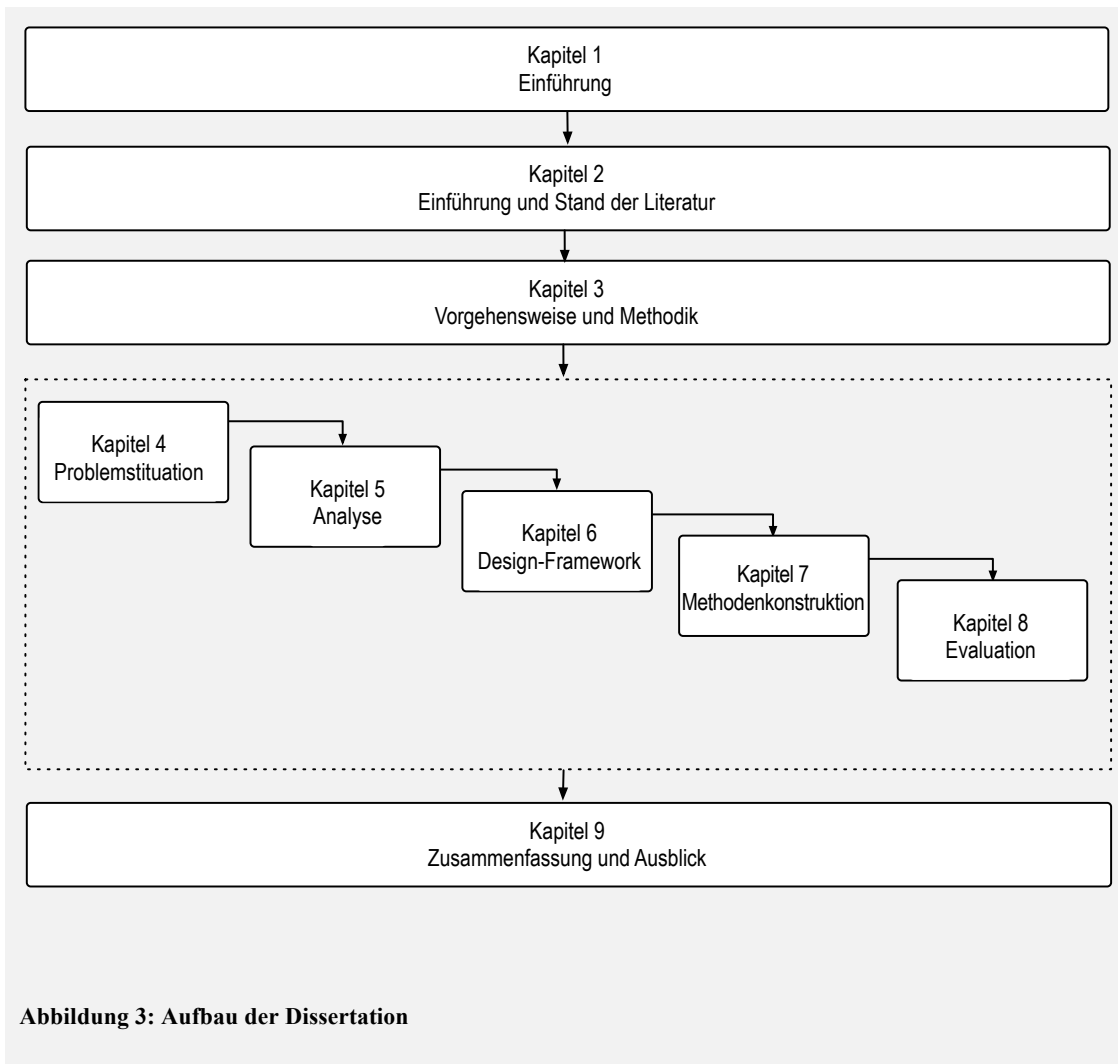 Kapitel 1
Einführung
Kapitel 2
Einführung und Stand der Literatur
Kapitel 3
Vorgehensweise und Methodik
Kapitel 4
Problemstituation
Kapitel 5
Analyse
Kapitel 6
Design-Framework
Kapitel 7
Methodenkonstruktion
Kapitel 8
Evaluation
Kapitel 9
Zusammenfassung und Ausblick
Abbildung 3: Aufbau der Dissertation